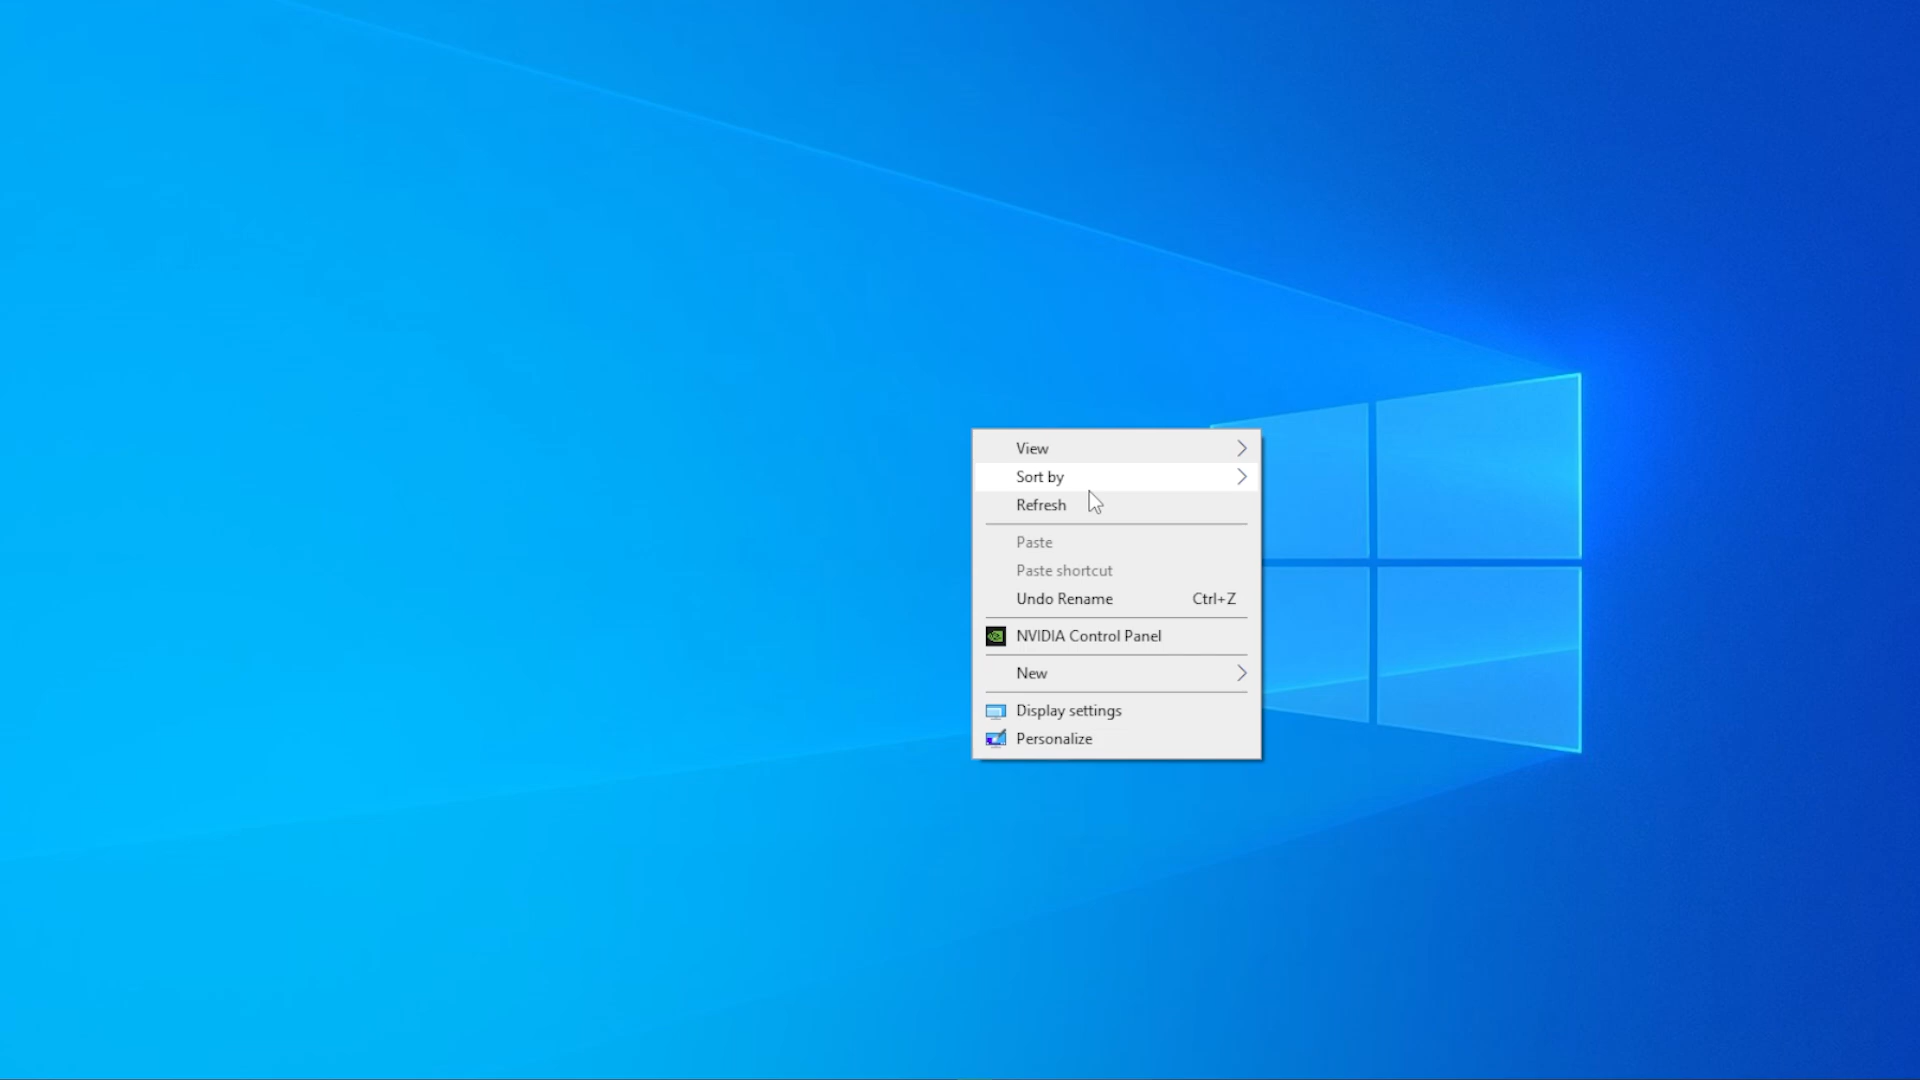 View
Sort by
Refresh
Paste
Paste shortcut
Undo Rename Ctrl+Z
NVIDIA Control Panel
New
Display settings
Personalize